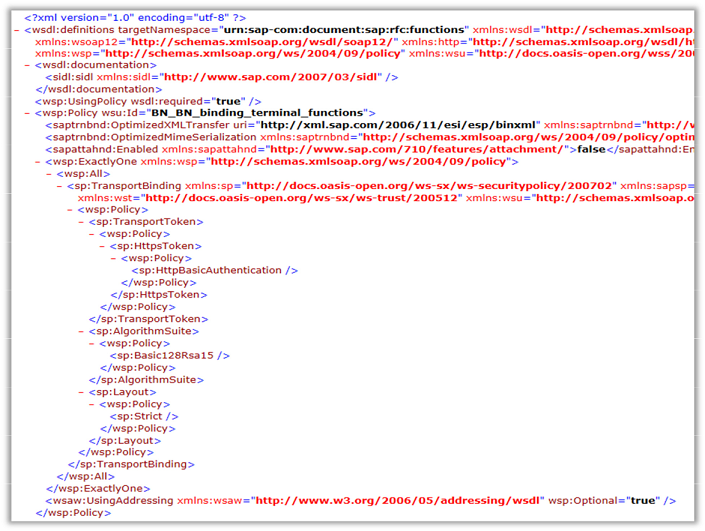 <?xml version="1.0" encoding="utf-8" ?>
- <wsdl:definitions targetNamespace="urn:sap-com:document:sap:rfc:functions" xmlns:wsdl="http://schemas.xmlsoap
xmlns:wsoap12="http://schemas.xmlsoap.org/wsdl/soap12/" xmlns:http="http://schemas.xmlsoap.org/wsdl/h
xmlns:wsp="http://schemas.xmlsoap.org/ws/2004/09/policy" xmlns:wsu="http://docs.oasis-open.org/wss/200
- <wsdl:documentation>
<sidl:sidl xmlns:sidl="http://www.sap.com/2007/03/sidl" />
</wsdl:documentation>
<wsp:UsingPolicy wsdl:required="true" />
- <wsp:Policy wsu:Id="BN_BN_binding_terminal_functions">
<saptrnbnd:OptimizedXMLTransfer uri="http://xml.sap.com/2006/11/esi/esp/binxml" xmlns:saptrnbnd="http://w
<saptrnbnd:OptimizedMimeSerialization xmlns:saptrnbnd="http://schemas.xmlsoap.org/ws/2004/09/policy/optim
<sapattahnd:Enabled xmlns:sapattahnd="http://www.sap.com/710/features/attachment/">false</sapattahnd:En
- <wsp:ExactlyOne xmlns:wsp="http://schemas.xmlsoap.org/ws/2004/09/policy">
- <wsp:All>
- <sp:TransportBinding xmlns:sp="http://docs.oasis-open.org/ws-sx/ws-securitypolicy/200702" xmlns:sapsp=
xmlns:wst="http://docs.oasis-open.org/ws-sx/ws-trust/200512" xmlns:wsu="http://schemas.xmlsoap.o
- <wsp:Policy>
- <sp:TransportToken>
- <wsp:Policy>
- <sp:HttpsToken>
- <wsp:Policy>
<sp:HttpBasicAuthentication />
</wsp:Policy>
</sp:HttpsToken>
</wsp:Policy>
</sp:TransportToken>
- <sp:AlgorithmSuite>
- <wsp:Policy>
<sp:Basic128Rsa15 />
</wsp:Policy>
</sp:AlgorithmSuite>
- <sp:Layout>
- <wsp:Policy>
<sp:Strict />
</wsp:Policy>
</sp:Layout>
</wsp:Policy>
</sp:TransportBinding>
</wsp:All>
</wsp:ExactlyOne>
<wsaw:UsingAddressing xmlns:wsaw="http://www.w3.org/2006/05/addressing/wsdl" wsp:Optional="true" />
</wsp:Policy>